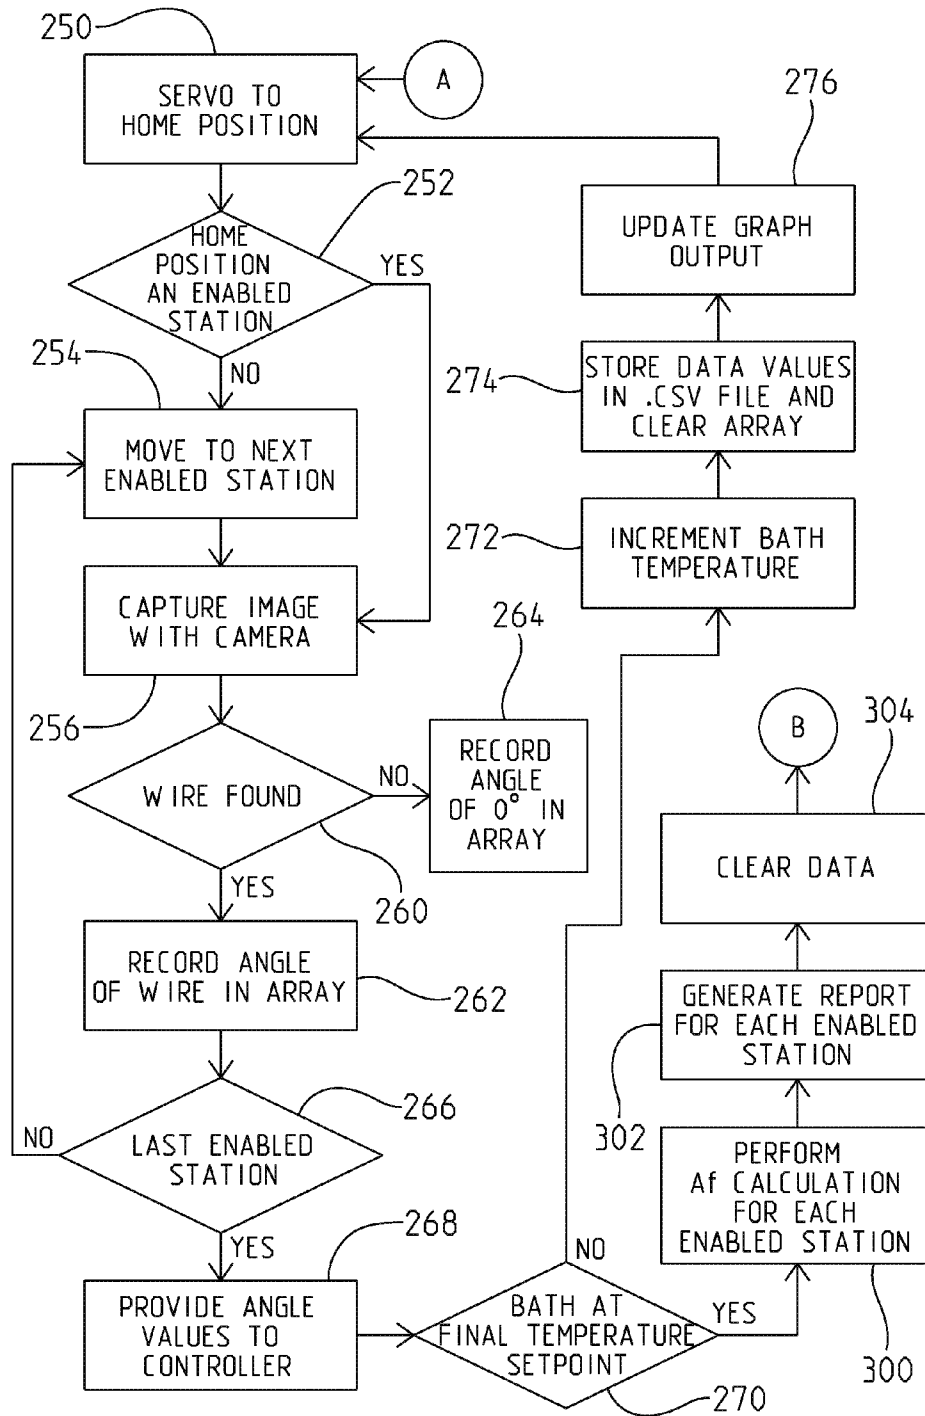 250
SERVO TO
HOME POSITION
A
276
252
HOME
POSITION
AN ENABLED
STATION
YES
NO
UPDATE GRAPH
OUTPUT
254
MOVE TO NEXT
ENABLED STATION
274
STORE DATA VALUES
IN .CSV FILE AND
CLEAR ARRAY
272
INCREMENT BATH
TEMPERATURE
CAPTURE IMAGE
WITH CAMERA
256
264
RECORD
ANGLE
OF 0° IN
ARRAY
WIRE FOUND
NO
YES
260
B
304
CLEAR DATA
RECORD ANGLE
OF WIRE IN ARRAY
262
GENERATE REPORT
FOR EACH ENABLED
STATION
302
266
NO
LAST ENABLED
STATION
YES
PERFORM
Af CALCULATION
FOR EACH
ENABLED STATION
300
268
PROVIDE ANGLE
VALUES TO
CONTROLLER
NO
BATH AT
FINAL TEMPERATURE
SETPOINT
YES
270